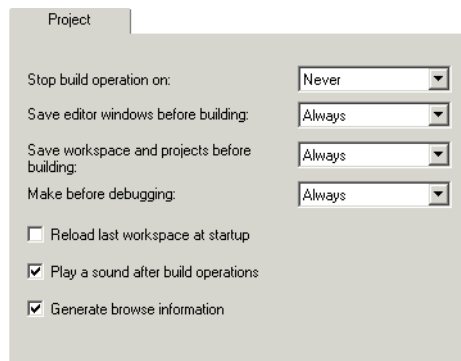 Project
Stop build operation on:
Never
Save editor windows before building:
Always
Save workspace and projects before
building:
Always
Make before debugging:
Always
Reload last workspace at startup
Play a sound after build operations
Generate browse information